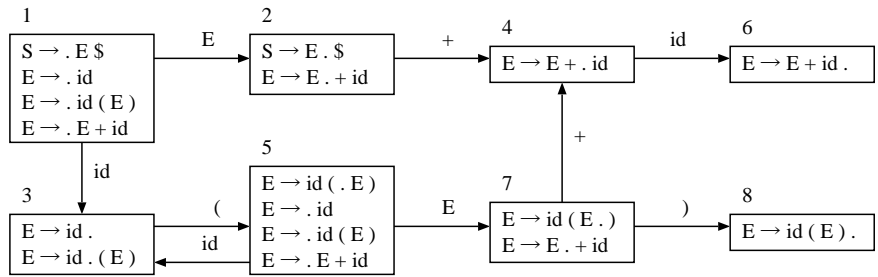 1
S → . E $
E → . id
E → . id ( E )
E → . E + id
E
2
S → E . $
E → E . + id
+
4
E → E + . id
id
6
E → E + id .
id
+
3
E → id .
E → id . ( E )
(
id
5
E → id ( . E )
E → . id
E → . id ( E )
E → . E + id
E
7
E → id ( E . )
E → E . + id
)
8
E → id ( E ) .